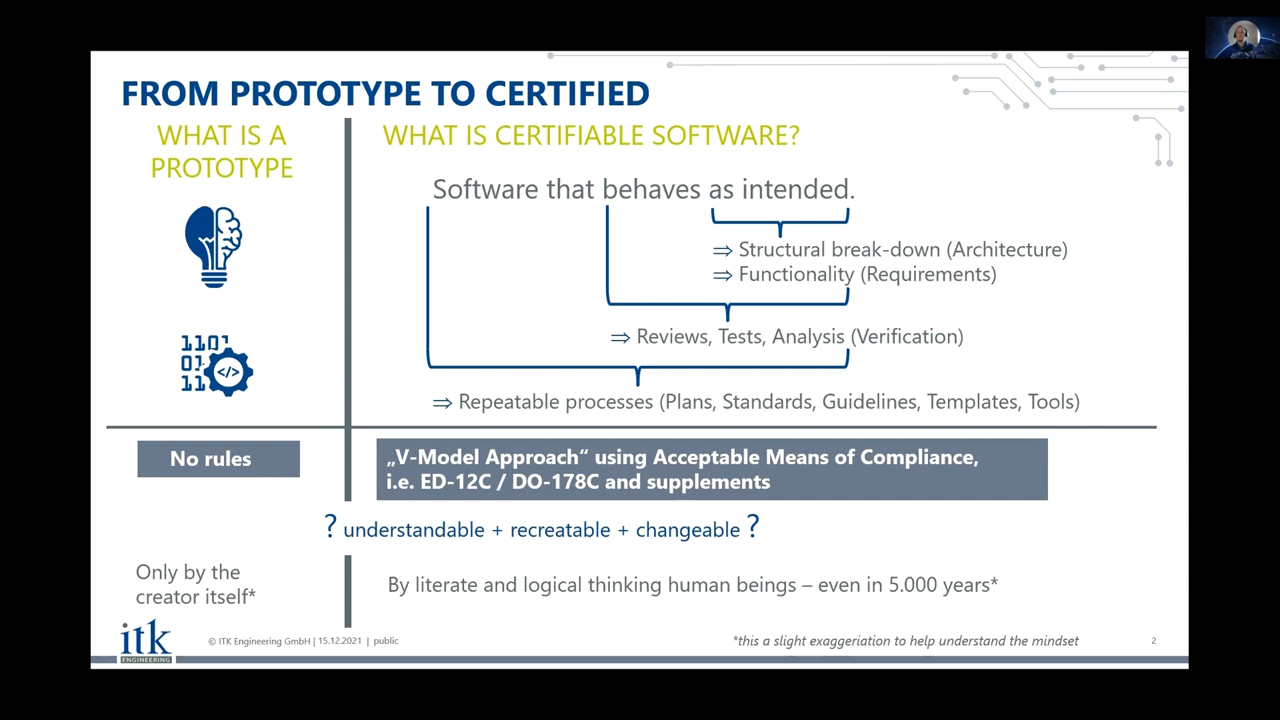 FROM PROTOTYPE TO CERTIFIED
WHAT IS A
PROTOTYPE
WHAT IS CERTIFIABLE SOFTWARE?
Software that behaves as intended.
⇒ Structural break-down (Architecture)
⇒ Functionality (Requirements)
⇒ Reviews, Tests, Analysis (Verification)
⇒ Repeatable processes (Plans, Standards, Guidelines, Templates, Tools)
1101
01
11
</>
No rules
„V-Model Approach“ using Acceptable Means of Compliance,
i.e. ED-12C / DO-178C and supplements
? understandable + recreatable + changeable ?
Only by the
creator itself*
By literate and logical thinking human beings – even in 5.000 years*
itk
ENGINEERING
© ITK Engineering GmbH | 15.12.2021 | public
*this a slight exaggeriation to help understand the mindset
2